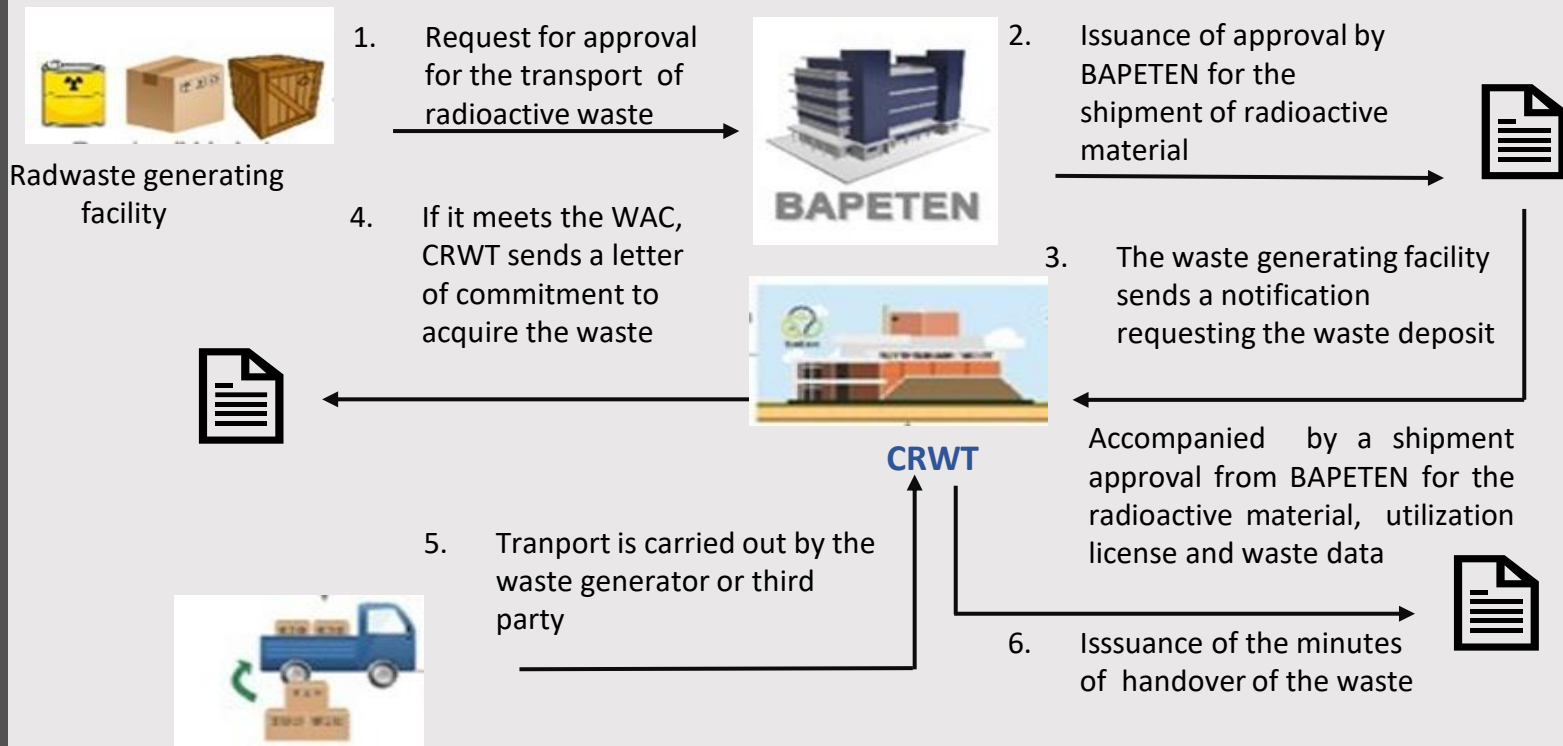 1. Request for approval
for the transport of
radioactive waste
BAPETEN
2. Issuance of approval by
BAPETEN for the
shipment of radioactive
material
Radwaste generating
facility
3. The waste generating facility
sends a notification
requesting the waste deposit
Accompanied by a shipment
approval from BAPETEN for the
radioactive material, utilization
license and waste data
4. If it meets the WAC,
CRWT sends a letter
of commitment to
acquire the waste
CRWT
5. Tranport is carried out by the
waste generator or third
party
6. Isssuance of the minutes
of handover of the waste